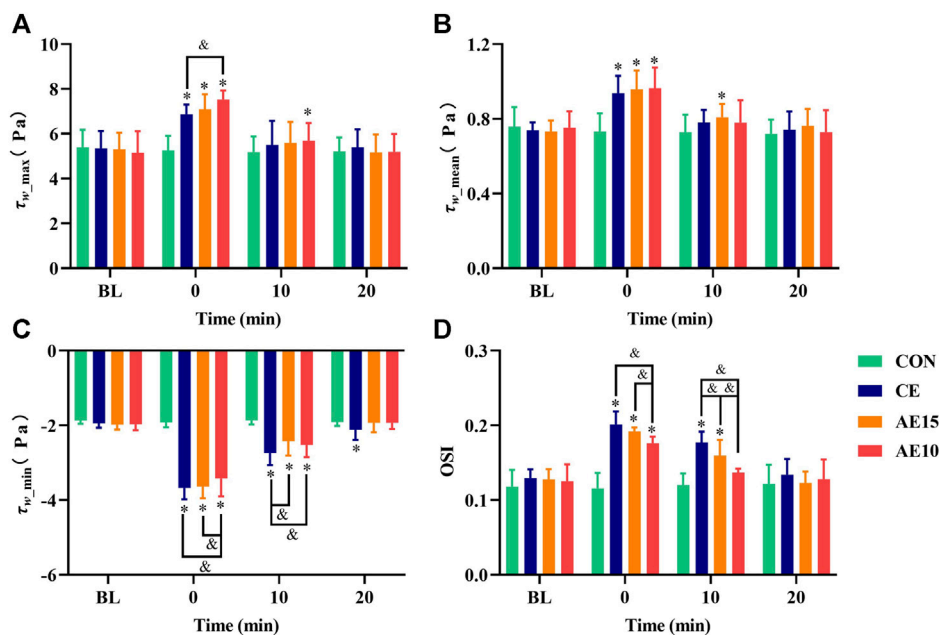 A
τw_max( Pa)
10
8
6
4
2
0
&
* * *
*
BL 0 10 20
Time (min)
B
τw_mean( Pa)
1.2
0.8
0.4
0.0
* * *
*
BL 0 10 20
Time (min)
C
τw_min( Pa)
0
-2
-4
-6
* * *
&
&
* * *
&
&
*
BL 0 10 20
Time (min)
D
OSI
0.3
0.2
0.1
0.0
&
&
* * *
&
& &
* *
BL 0 10 20
Time (min)
CON
CE
AE15
AE10